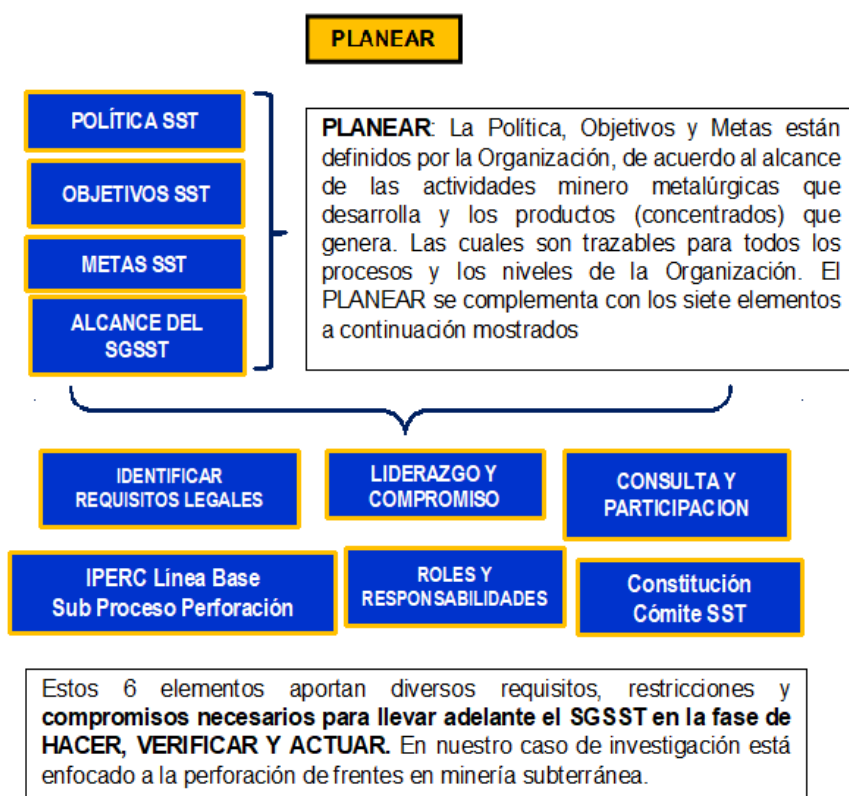 PLANEAR
POLÍTICA SST
OBJETIVOS SST
METAS SST
ALCANCE DEL
SGSST
PLANEAR: La Política, Objetivos y Metas están
definidos por la Organización, de acuerdo al alcance
de las actividades minero metalúrgicas que
desarrolla y los productos (concentrados) que
genera. Las cuales son trazables para todos los
procesos y los niveles de la Organización. El
PLANEAR se complementa con los siete elementos
a continuación mostrados
IDENTIFICAR
REQUISITOS LEGALES
LIDERAZGO Y
COMPROMISO
CONSULTA Y
PARTICIPACION
IPERC Línea Base
Sub Proceso Perforación
ROLES Y
RESPONSABILIDADES
Constitución
Cómite SST
Estos 6 elementos aportan diversos requisitos, restricciones y
compromisos necesarios para llevar adelante el SGSST en la fase de
HACER, VERIFICAR Y ACTUAR. En nuestro caso de investigación está
enfocado a la perforación de frentes en minería subterránea.